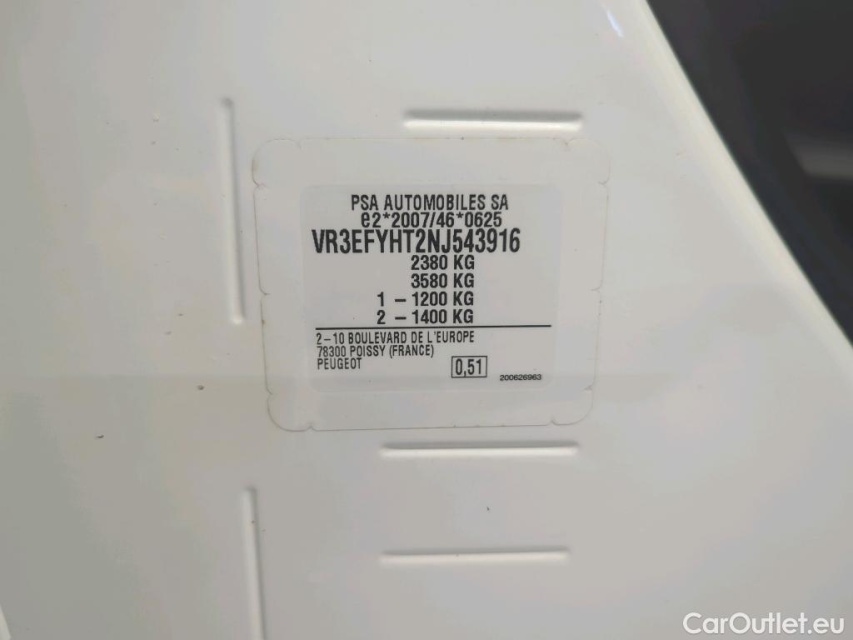 PSA AUTOMOBILES SA
e2*2007/46*0625
VR3EFYHT2NJ543916
2380 KG
3580 KG
1 – 1200 KG
2 – 1400 KG
2–10 BOULEVARD DE L'EUROPE
78300 POISSY (FRANCE)
PEUGEOT
0,51
200626963
CarOutlet.eu